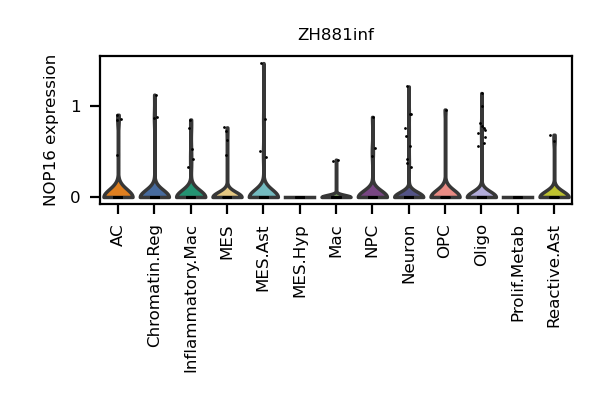 ZH881inf
NOP16 expression
1
0
AC
Chromatin.Reg
Inflammatory.Mac
MES
MES.Ast
MES.Hyp
Mac
NPC
Neuron
OPC
Oligo
Prolif.Metab
Reactive.Ast